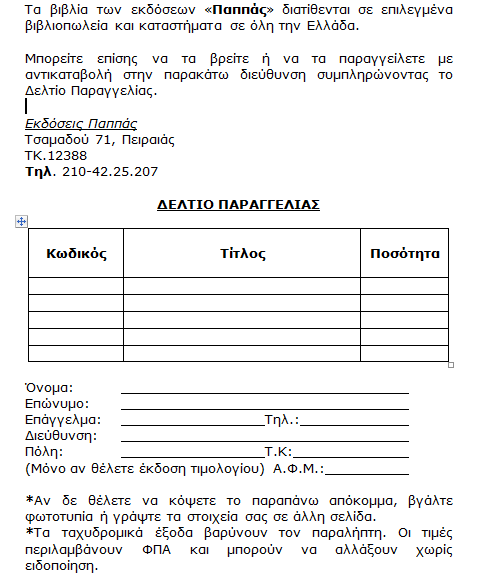 Τα βιβλία των εκδόσεων «Παππάς» διατίθενται σε επιλεγμένα
βιβλιοπωλεία και καταστήματα σε όλη την Ελλάδα.
Μπορείτε επίσης να τα βρείτε ή να τα παραγγείλετε με
αντικαταβολή στην παρακάτω διεύθυνση συμπληρώνοντας το
Δελτίο Παραγγελίας.
Εκδόσεις Παππάς
Τσαμαδού 71, Πειραιάς
ΤΚ.12388
Τηλ. 210-42.25.207
ΔΕΛΤΙΟ ΠΑΡΑΓΓΕΛΙΑΣ
Κωδικός Τίτλος Ποσότητα
Όνομα:
Επώνυμο:
Επάγγελμα: Τηλ.:
Διεύθυνση:
Πόλη: Τ.Κ:
(Μόνο αν θέλετε έκδοση τιμολογίου) Α.Φ.Μ.:
*Αν δε θέλετε να κόψετε το παραπάνω απόκομμα, βγάλτε
φωτοτυπία ή γράψτε τα στοιχεία σας σε άλλη σελίδα.
*Τα ταχυδρομικά έξοδα βαρύνουν τον παραλήπτη. Οι τιμές
περιλαμβάνουν ΦΠΑ και μπορούν να αλλάξουν χωρίς
ειδοποίηση.